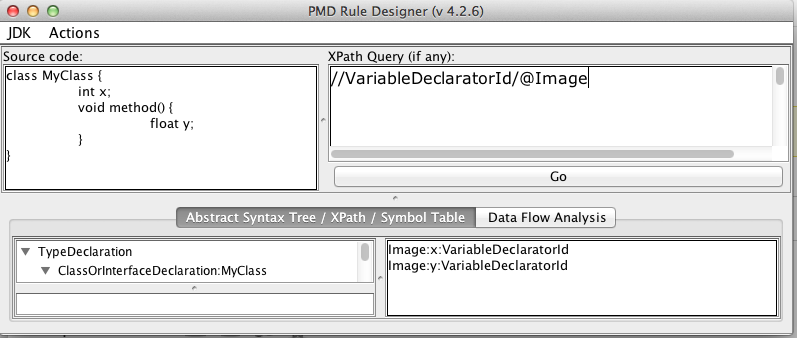 PMD Rule Designer (v 4.2.6)
JDK Actions
Source code:
class MyClass {
int x;
void method() {
float y;
}
}
XPath Query (if any):
//VariableDeclaratorId/@Image
Go
Abstract Syntax Tree / XPath / Symbol Table
Data Flow Analysis
TypeDeclaration
ClassOrInterfaceDeclaration:MyClass
Image:x:VariableDeclaratorId
Image:y:VariableDeclaratorId